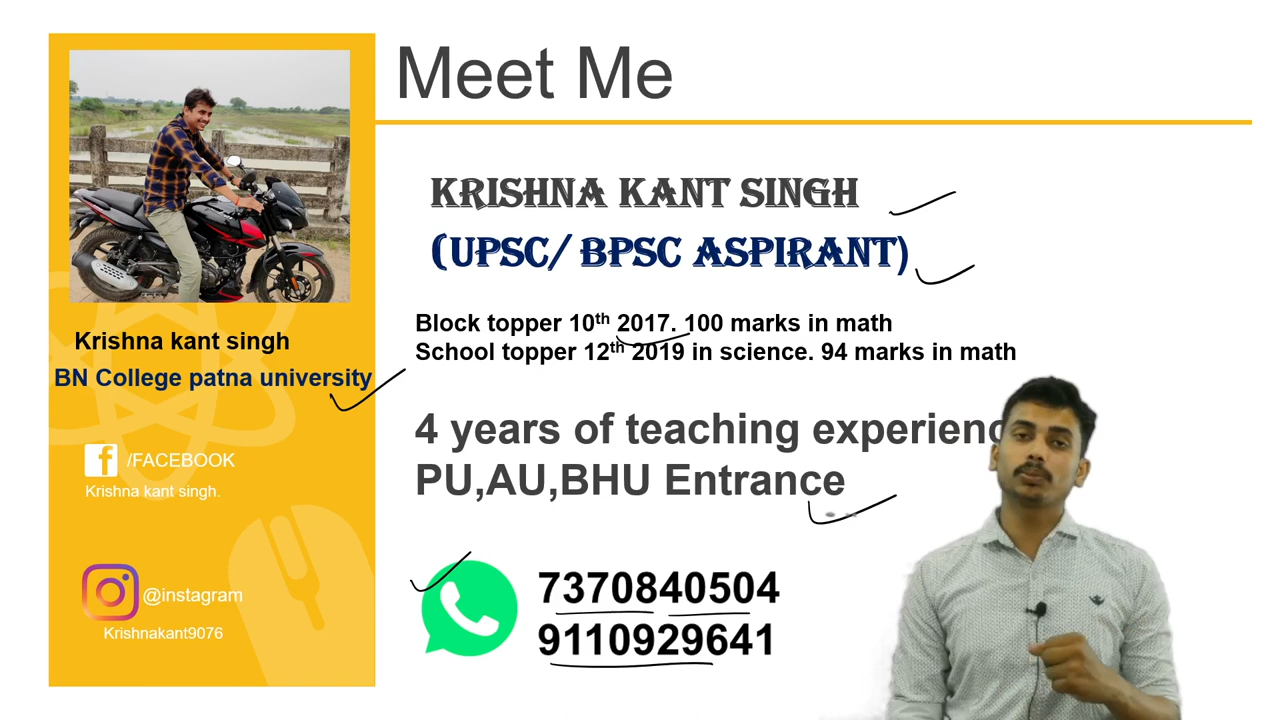 Meet Me
KRISHNA KANT SINGH
(UPSC/ BPSC ASPIRANT)
Block topper 10th 2017. 100 marks in math
School topper 12th 2019 in science. 94 marks in math
4 years of teaching experienc
PU,AU,BHU Entrance
7370840504
9110929641
Krishna kant singh
BN College patna university
f /FACEBOOK
Krishna kant singh.
@instagram
Krishnakant9076